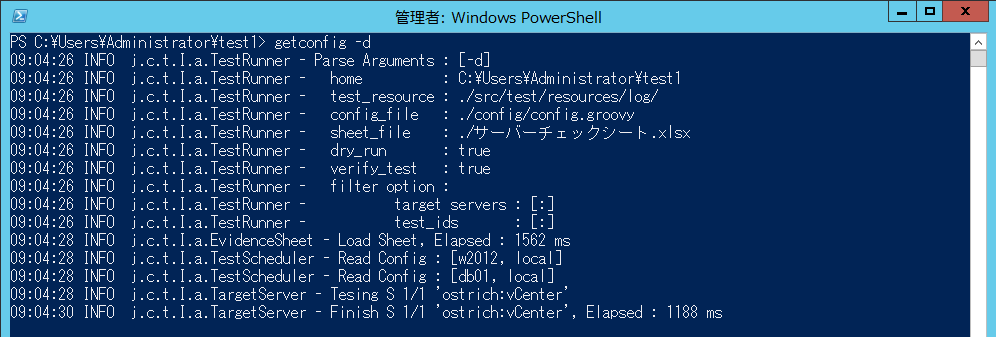 管理者: Windows PowerShell
PS C:¥Users¥Administrator¥test1> getconfig -d
09:04:26 INFO  j.c.t.I.a.TestRunner - Parse Arguments : [-d]
09:04:26 INFO  j.c.t.I.a.TestRunner -   home          : C:¥Users¥Administrator¥test1
09:04:26 INFO  j.c.t.I.a.TestRunner -   test_resource : ./src/test/resources/log/
09:04:26 INFO  j.c.t.I.a.TestRunner -   config_file   : ./config/config.groovy
09:04:26 INFO  j.c.t.I.a.TestRunner -   sheet_file    : ./サーバーチェックシート.xlsx
09:04:26 INFO  j.c.t.I.a.TestRunner -   dry_run       : true
09:04:26 INFO  j.c.t.I.a.TestRunner -   verify_test   : true
09:04:26 INFO  j.c.t.I.a.TestRunner -   filter option :
09:04:26 INFO  j.c.t.I.a.TestRunner -           target servers : [:]
09:04:26 INFO  j.c.t.I.a.TestRunner -           test_ids       : [:]
09:04:28 INFO  j.c.t.I.a.EvidenceSheet - Load Sheet, Elapsed : 1562 ms
09:04:28 INFO  j.c.t.I.a.TestScheduler - Read Config : [w2012, local]
09:04:28 INFO  j.c.t.I.a.TestScheduler - Read Config : [db01, local]
09:04:28 INFO  j.c.t.I.a.TargetServer - Tesing S 1/1 'ostrich:vCenter'
09:04:30 INFO  j.c.t.I.a.TargetServer - Finish S 1/1 'ostrich:vCenter', Elapsed : 1188 ms